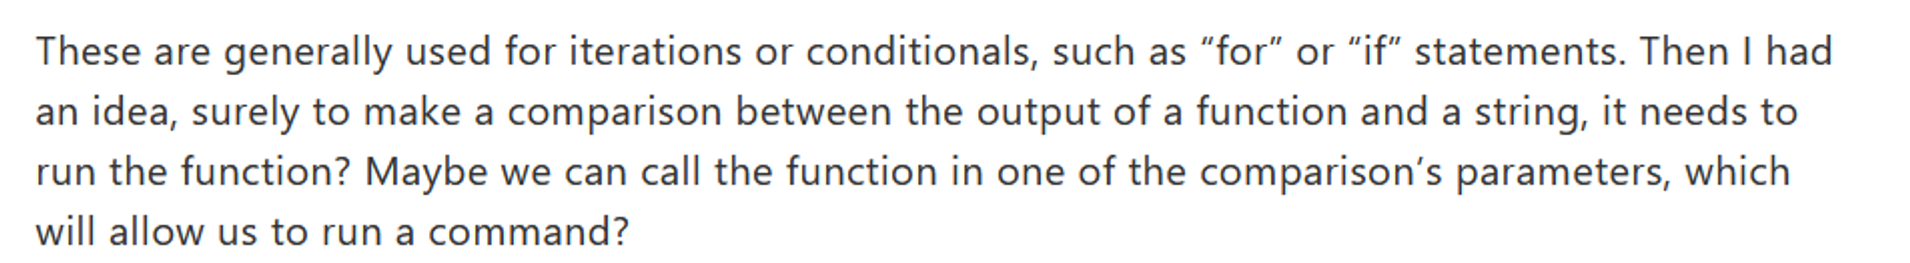 These are generally used for iterations or conditionals, such as “for” or “if” statements. Then I had
an idea, surely to make a comparison between the output of a function and a string, it needs to
run the function? Maybe we can call the function in one of the comparison’s parameters, which
will allow us to run a command?